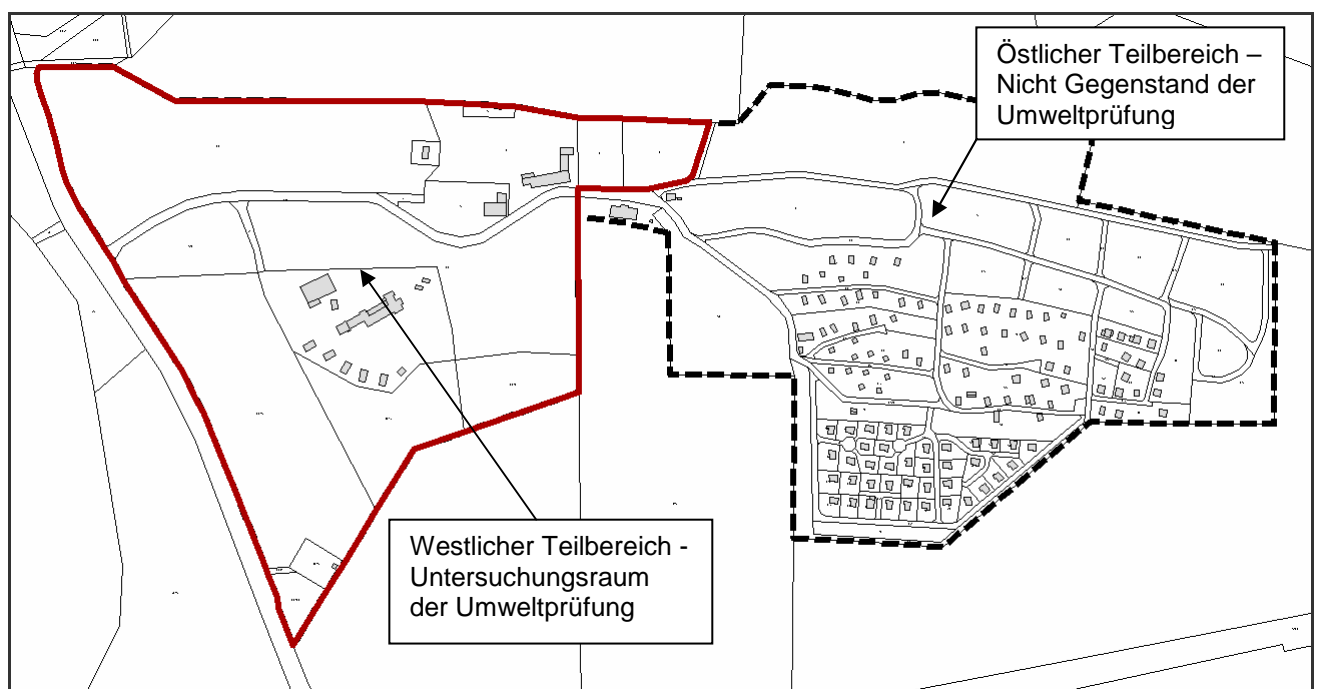 Östlicher Teilbereich –
Nicht Gegenstand der
Umweltprüfung
Westlicher Teilbereich -
Untersuchungsraum
der Umweltprüfung